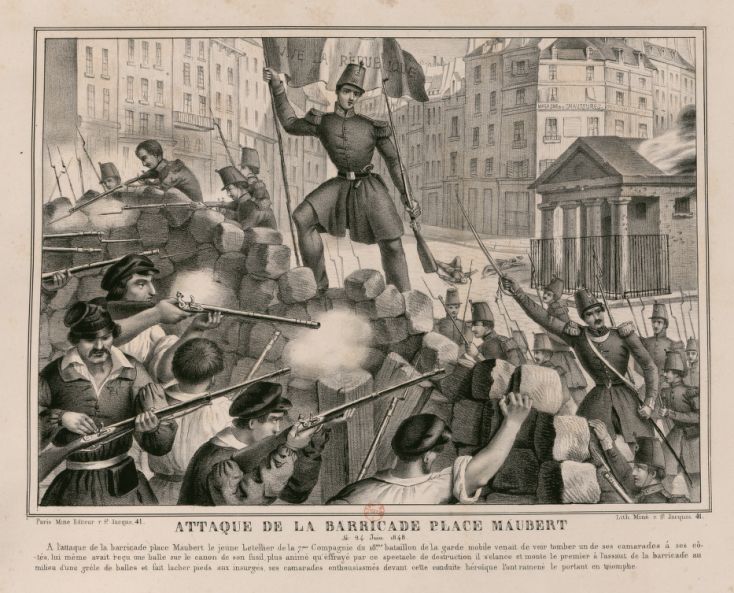 VIVE LA REPUBLIQUE
MAGASIN
Paris Miné Editeur r. St Jacques, 41.
Lith. Miné r. St Jacques 41.
ATTAQUE DE LA BARRICADE PLACE MAUBERT
le 24 Juin 1848
A l'attaque de la barricade place Maubert le jeune Letellier de la 7me Compagnie du 18me bataillon de la garde mobile venait de voir tomber un de ses camarades à ses cô-
tés, lui même avait reçu une balle sur le canon de son fusil, plus animé qu'effrayé par ce spectacle de destruction il s'élance et monte le premier à l'assaut de la barricade au
milieu d'une grêle de balles et fait lacher pieds aux insurgés, ses camarades enthousiasmés devant cette conduite héroïque l'ont ramené le portant en triomphe.